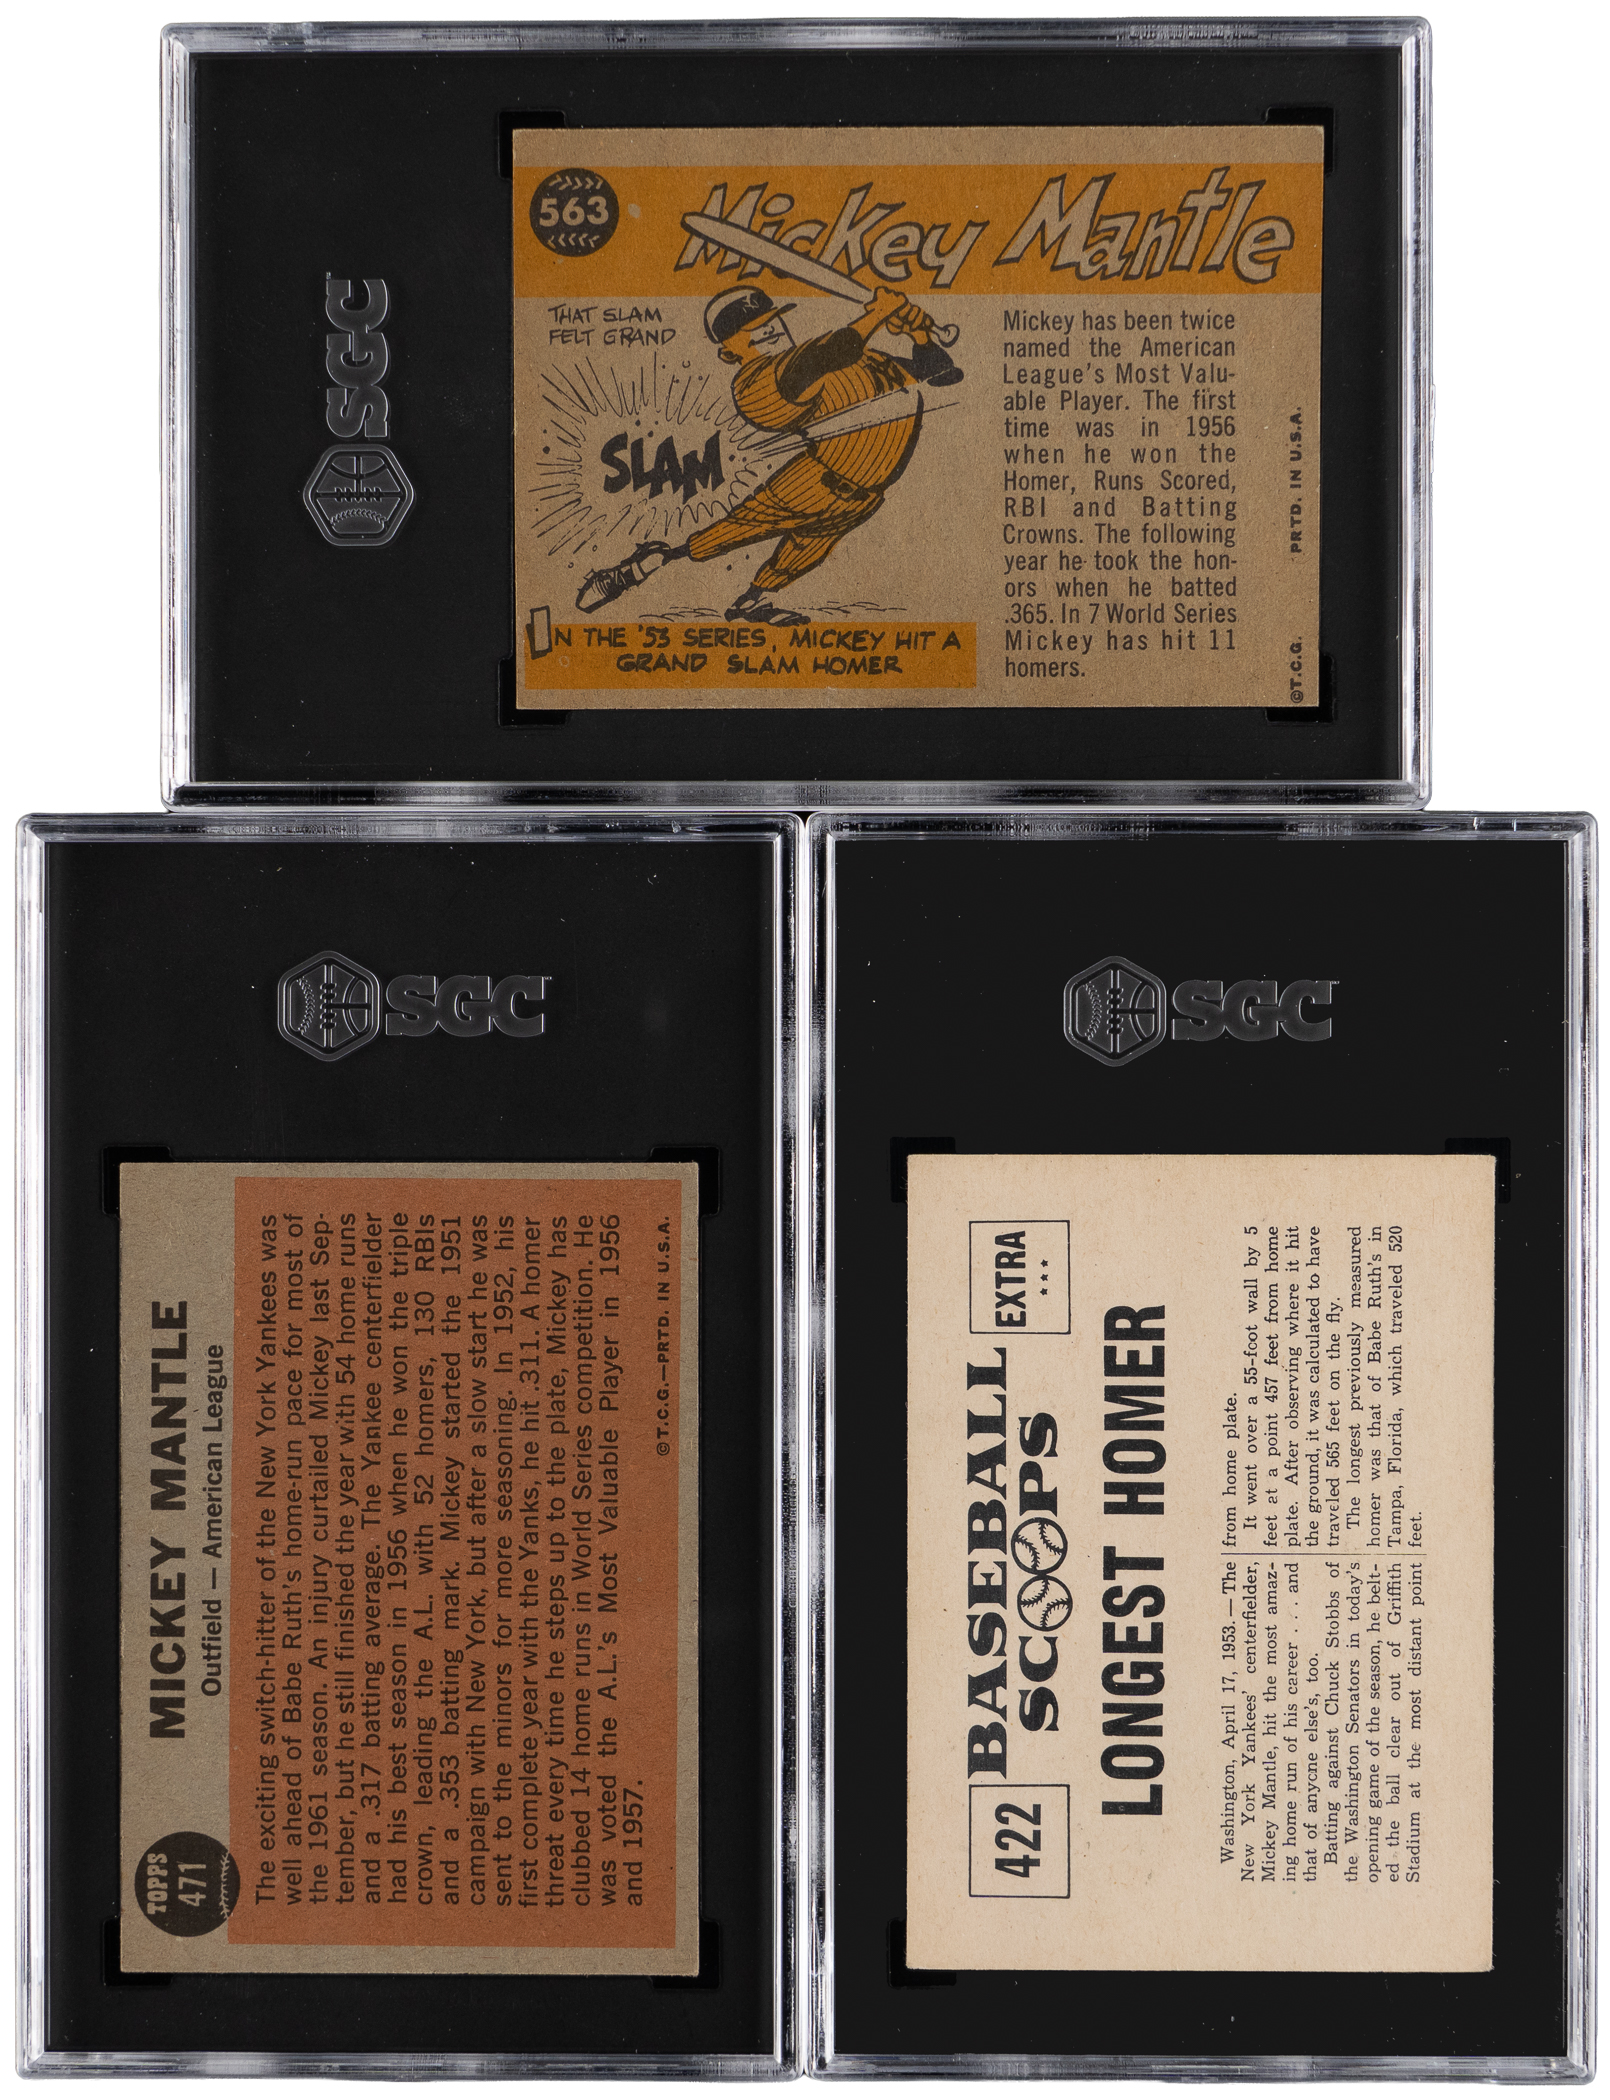 SGC
563
Mickey Mantle
THAT SLAM
FELT GRAND
SLAM
IN THE '53 SERIES, MICKEY HIT A
GRAND SLAM HOMER
Mickey has been twice
named the American
League's Most Valu-
able Player. The first
time was in 1956
when he won the
Homer, Runs Scored,
RBI and Batting
Crowns. The following
year he took the hon-
ors when he batted
.365. In 7 World Series
Mickey has hit 11
homers.
©T.C.G. PRTD. IN U.S.A.
SGC
TOPPS
471
MICKEY MANTLE
Outfield — American League
The exciting switch-hitter of the New York Yankees was
well ahead of Babe Ruth's home-run pace for most of
the 1961 season. An injury curtailed Mickey last Sep-
tember, but he still finished the year with 54 home runs
and a .317 batting average. The Yankee centerfielder
had his best season in 1956 when he won the triple
crown, leading the A.L. with 52 homers, 130 RBIs
and a .353 batting mark. Mickey started the 1951
campaign with New York, but after a slow start he was
sent to the minors for more seasoning. In 1952, his
first complete year with the Yanks, he hit .311. A homer
threat every time he steps up to the plate, Mickey has
clubbed 14 home runs in World Series competition. He
was voted the A.L.'s Most Valuable Player in 1956
and 1957.
©T.C.G.—PRTD. IN U.S.A.
SGC
422
BASEBALL
SCOOPS
EXTRA
LONGEST HOMER
Washington, April 17, 1953.—The
New York Yankees' centerfielder,
Mickey Mantle, hit the most amaz-
ing home run of his career . . . and
that of anyone else's, too.
Batting against Chuck Stobbs of
the Washington Senators in today's
opening game of the season, he belt-
ed the ball clear out of Griffith
Stadium at the most distant point
from home plate.
It went over a 55-foot wall by 5
feet at a point 457 feet from home
plate. After observing where it hit
the ground, it was calculated to have
traveled 565 feet on the fly.
The longest previously measured
homer was that of Babe Ruth's in
Tampa, Florida, which traveled 520
feet.